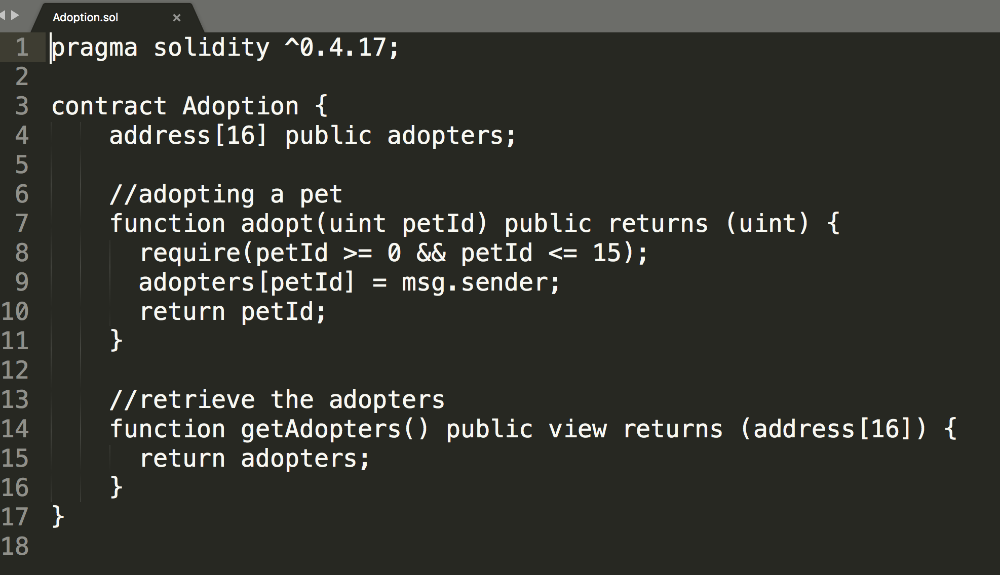 Adoption.sol ×
1 pragma solidity ^0.4.17;
2
3 contract Adoption {
4 address[16] public adopters;
5
6 //adopting a pet
7 function adopt(uint petId) public returns (uint) {
8 require(petId >= 0 && petId <= 15);
9 adopters[petId] = msg.sender;
10 return petId;
11 }
12
13 //retrieve the adopters
14 function getAdopters() public view returns (address[16]) {
15 return adopters;
16 }
17 }
18